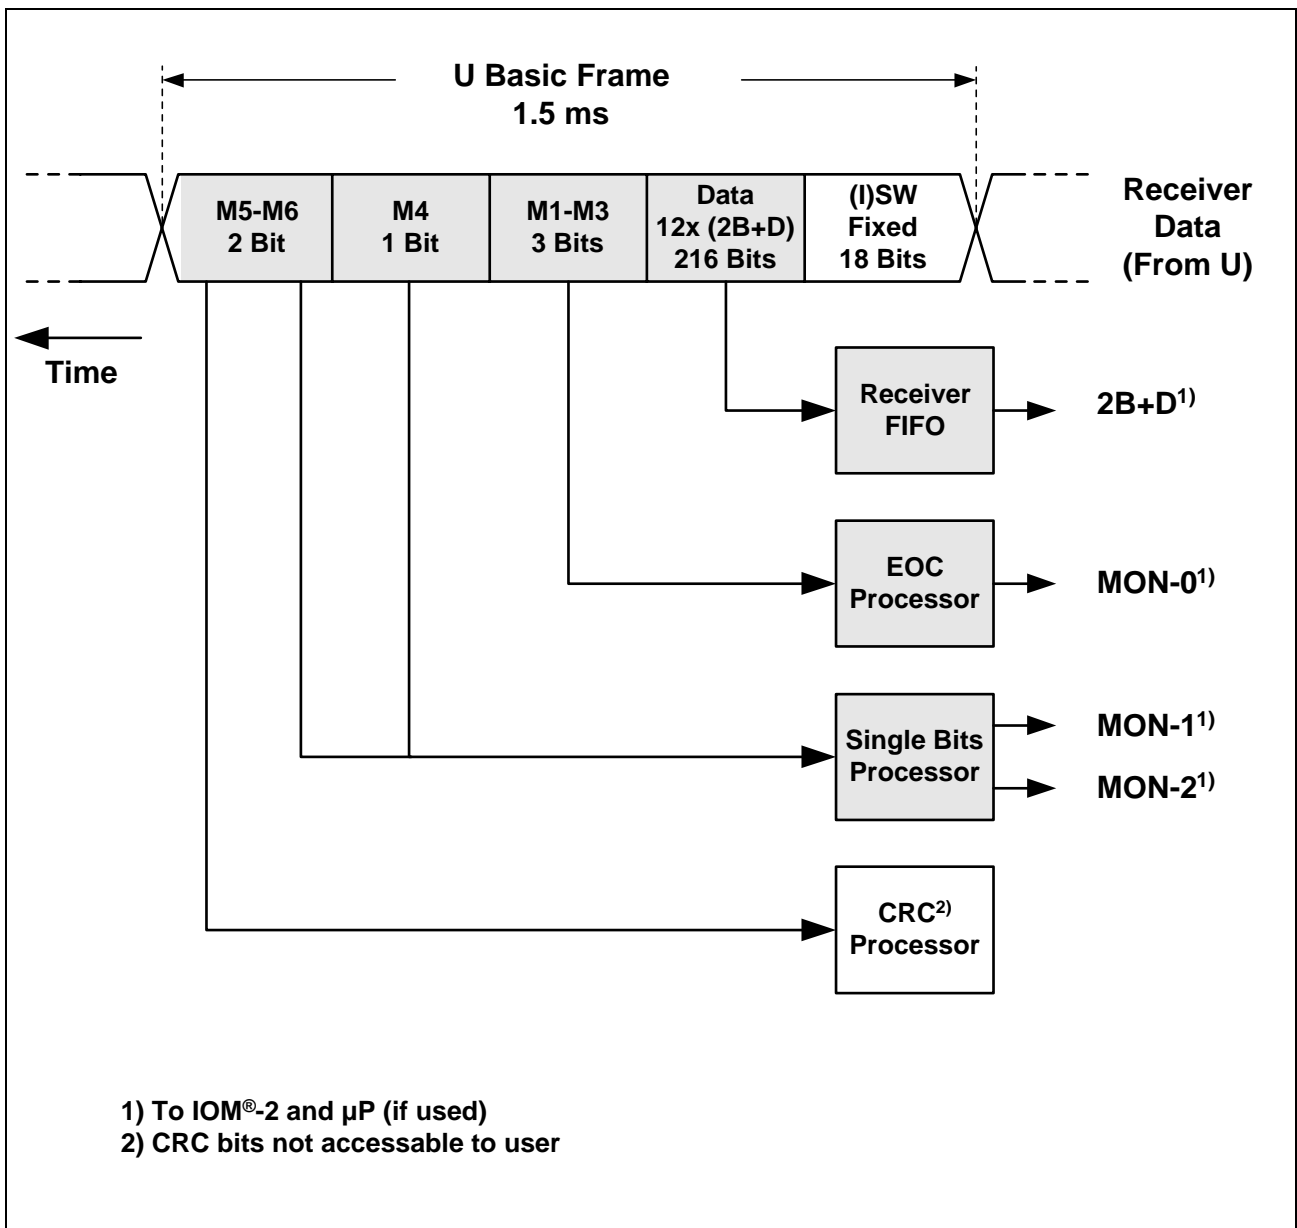 U Basic Frame
1.5 ms
M5-M6
2 Bit
M4
1 Bit
M1-M3
3 Bits
Data
12x (2B+D)
216 Bits
(I)SW
Fixed
18 Bits
Receiver
Data
(From U)
Time
Receiver
FIFO
2B+D1)
EOC
Processor
MON-01)
Single Bits
Processor
MON-11)
MON-21)
CRC2)
Processor
1) To IOM®-2 and µP (if used)
2) CRC bits not accessable to user